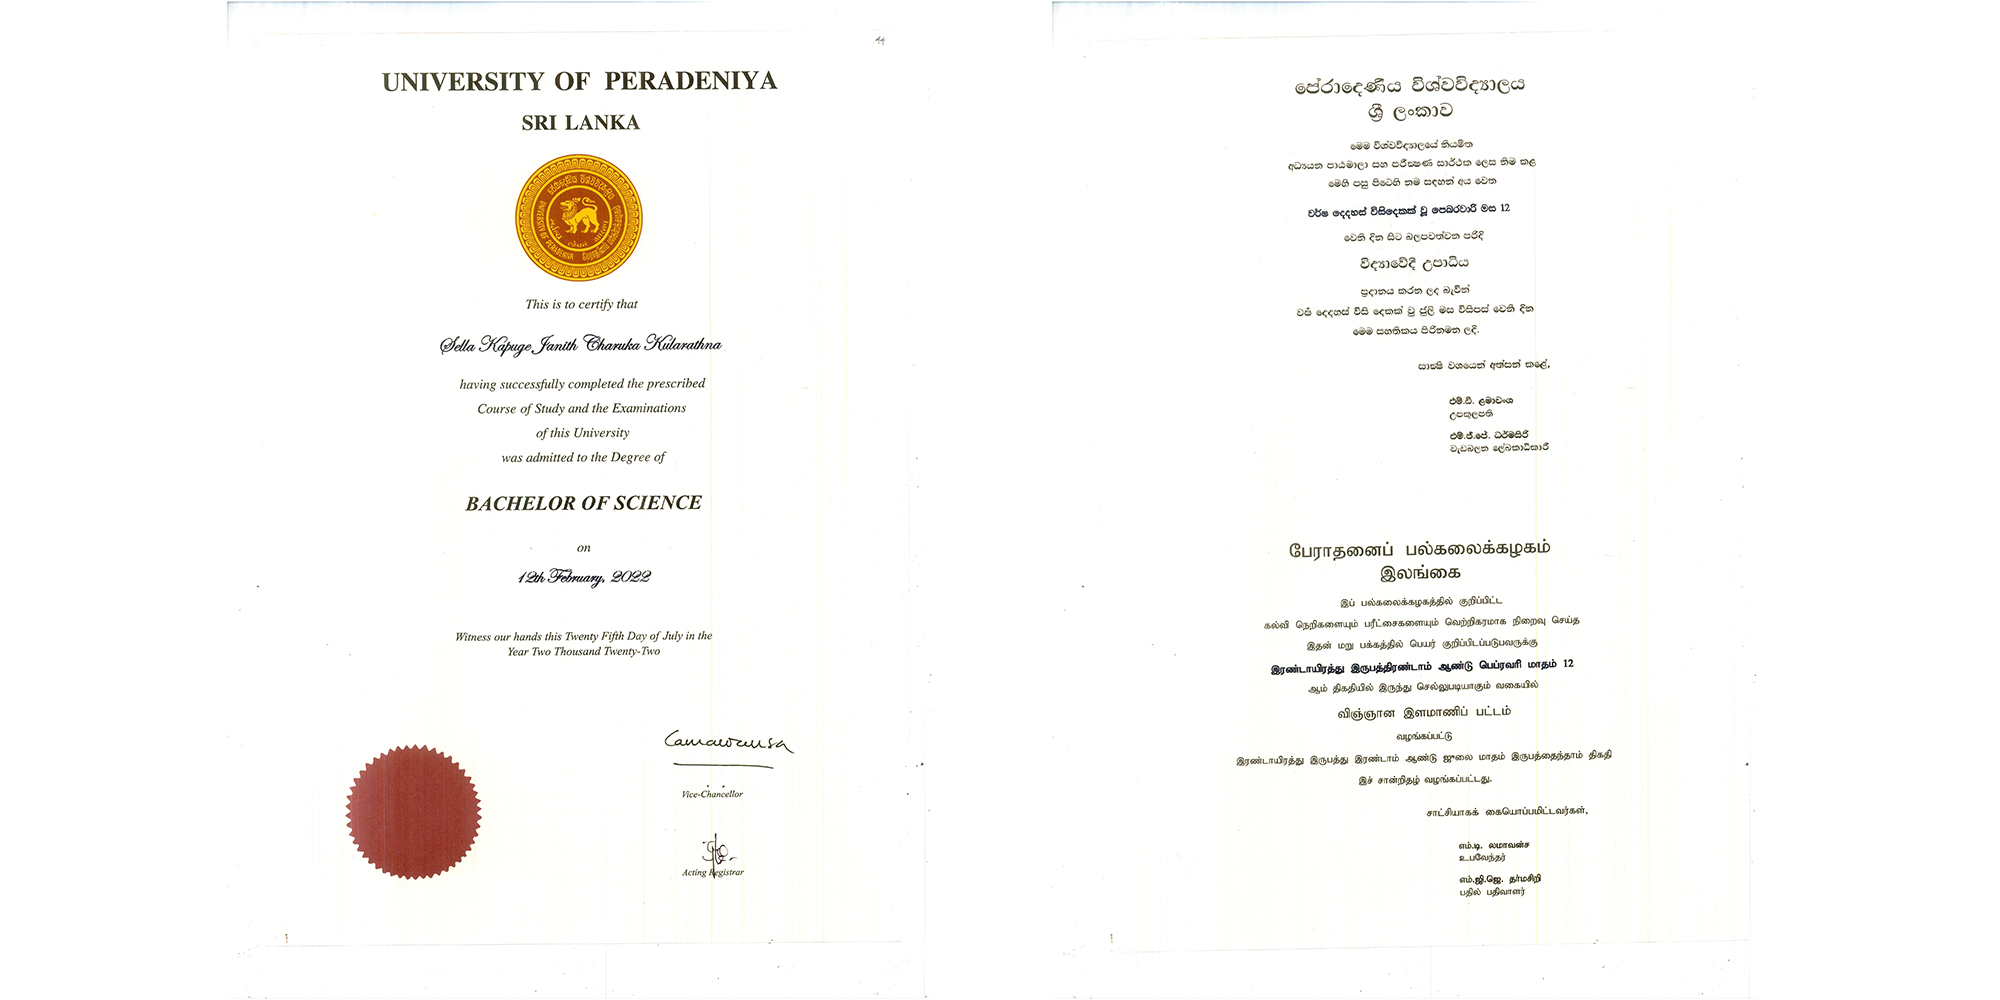 UNIVERSITY OF PERADENIYA
SRI LANKA
UNIVERSITY OF PERADENIYA
This is to certify that
Sella Kapuge Janith Charuka Kularathna
having successfully completed the prescribed
Course of Study and the Examinations
of this University
was admitted to the Degree of
BACHELOR OF SCIENCE
on
12th February, 2022
Witness our hands this Twenty Fifth Day of July in the
Year Two Thousand Twenty-Two
Lamawansa
Vice-Chancellor
Acting Registrar
පේරාදෙණිය විශ්වවිද්‍යාලය
ශ්‍රී ලංකාව
මෙම විශ්වවිද්‍යාලයේ නියමිත
අධ්‍යයන පාඨමාලා සහ පරීක්ෂණ සාර්ථක ලෙස නිම කළ
මෙහි පසු පිටෙහි නම සඳහන් අය වෙත
වර්ෂ දෙදහස් විසිදෙකක් වූ පෙබරවාරි මස 12
වෙනි දින සිට බලපවත්වන පරිදි
විද්‍යාවේදී උපාධිය
ප්‍රදානය කරන ලද බැවින්
වර්ෂ දෙදහස් විසි දෙකක් වු ජුලි මස විසිපස් වෙනි දින
මෙම සහතිකය පිරිනමන ලදි.
සාක්ෂි වශයෙන් අත්සන් කළේ,
එම්.ඩී. ලමාවංශ
උපකුලපති
එම්.ජී.ජේ. ධර්මසිරි
වැඩබලන ලේඛකාධිකාරී
பேராதனைப் பல்கலைக்கழகம்
இலங்கை
இப் பல்கலைக்கழகத்தில் குறிப்பிட்ட
கல்வி நெறிகளையும் பரீட்சைகளையும் வெற்றிகரமாக நிறைவு செய்த
இதன் மறு பக்கத்தில் பெயர் குறிப்பிடப்படுபவருக்கு
இரண்டாயிரத்து இருபத்திரண்டாம் ஆண்டு பெப்ரவரி மாதம் 12
ஆம் திகதியில் இருந்து செல்லுபடியாகும் வகையில்
விஞ்ஞான இளமாணிப் பட்டம்
வழங்கப்பட்டு
இரண்டாயிரத்து இருபத்து இரண்டாம் ஆண்டு ஜுலை மாதம் இருபத்தைந்தாம் திகதி
இச் சான்றிதழ் வழங்கப்பட்டது.
சாட்சியாகக் கையொப்பமிட்டவர்கள்,
எம்.டி. லமாவன்ச
உபவேந்தர்
எம்.ஜி.ஜெ. தர்மசிறி
பதில் பதிவாளர்